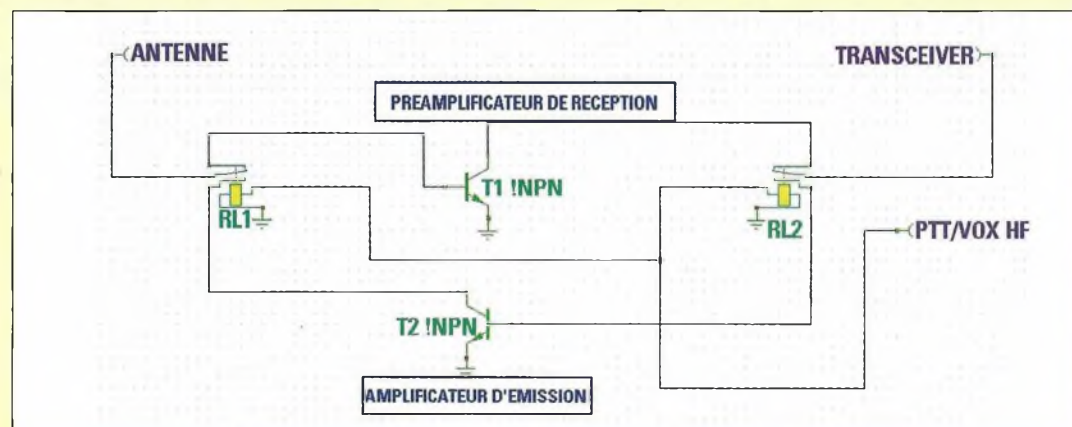 ANTENNE
TRANSCEIVER
PREAMPLIFICATEUR DE RECEPTION
T1 !NPN
RL1
RL2
PTT/VOX HF
T2 !NPN
AMPLIFICATEUR D'EMISSION